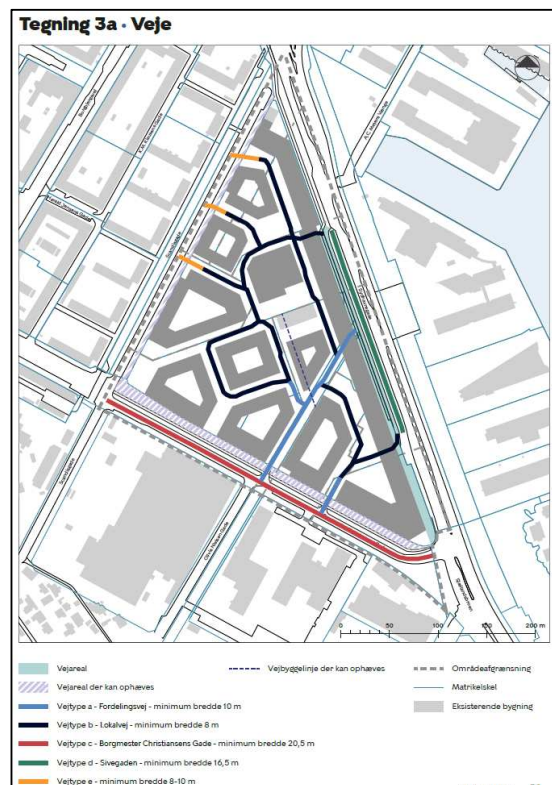 Tegning 3a · Veje
Scandiagade
0 50 100 150 200 m
Vejareal
Vejareal der kan ophæves
Vejtype a - Fordelingsvej - minimum bredde 10 m
Vejtype b - Lokalvej - minimum bredde 8 m
Vejtype c - Borgmester Christiansens Gade - minimum bredde 20,5 m
Vejtype d - Sivegaden - minimum bredde 16,5 m
Vejtype e - minimum bredde 8-10 m
Vejbyggelinje der kan ophæves
Områdeafgrænsning
Matrikelskel
Eksisterende bygning